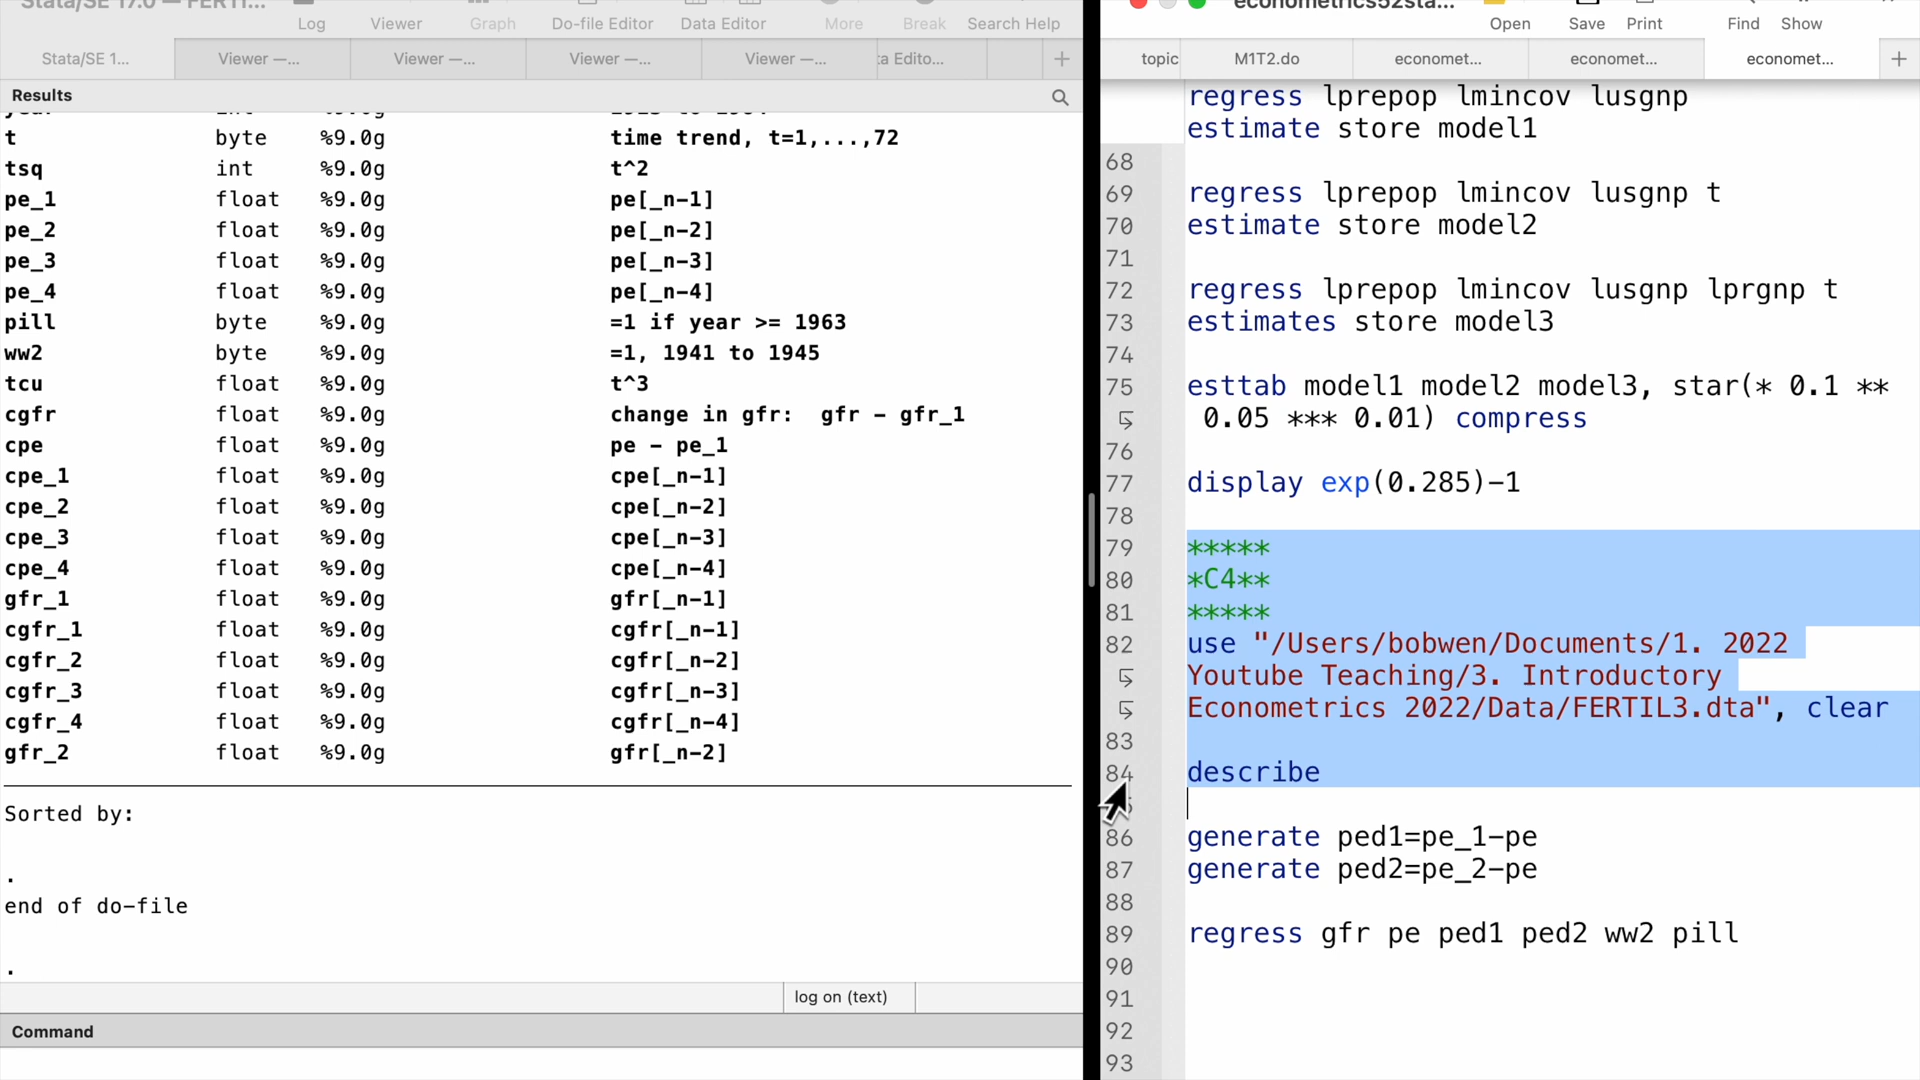 Stata/SE 17.0 — FERTI...
Log Viewer Graph Do-file Editor Data Editor More Break Search Help
Stata/SE 1... Viewer —... Viewer —... Viewer —... Viewer —... ta Edito... +
Results
t byte %9.0g time trend, t=1,...,72
tsq int %9.0g t^2
pe_1 float %9.0g pe[_n-1]
pe_2 float %9.0g pe[_n-2]
pe_3 float %9.0g pe[_n-3]
pe_4 float %9.0g pe[_n-4]
pill byte %9.0g =1 if year >= 1963
ww2 byte %9.0g =1, 1941 to 1945
tcu float %9.0g t^3
cgfr float %9.0g change in gfr:  gfr - gfr_1
cpe float %9.0g pe - pe_1
cpe_1 float %9.0g cpe[_n-1]
cpe_2 float %9.0g cpe[_n-2]
cpe_3 float %9.0g cpe[_n-3]
cpe_4 float %9.0g cpe[_n-4]
gfr_1 float %9.0g gfr[_n-1]
cgfr_1 float %9.0g cgfr[_n-1]
cgfr_2 float %9.0g cgfr[_n-2]
cgfr_3 float %9.0g cgfr[_n-3]
cgfr_4 float %9.0g cgfr[_n-4]
gfr_2 float %9.0g gfr[_n-2]
Sorted by:
.
end of do-file
.
log on (text)
Command
econometrics52sta...
Open Save Print Find Show
topic M1T2.do economet... economet... economet... +
regress lprepop lmincov lusgnp
estimate store model1
68
69 regress lprepop lmincov lusgnp t
70 estimate store model2
71
72 regress lprepop lmincov lusgnp lprgnp t
73 estimates store model3
74
75 esttab model1 model2 model3, star(* 0.1 **
0.05 *** 0.01) compress
76
77 display exp(0.285)-1
78
79 *****
80 *C4**
81 *****
82 use "/Users/bobwen/Documents/1. 2022
Youtube Teaching/3. Introductory
Econometrics 2022/Data/FERTIL3.dta", clear
83
84 describe
86 generate ped1=pe_1-pe
87 generate ped2=pe_2-pe
88
89 regress gfr pe ped1 ped2 ww2 pill
90
91
92
93